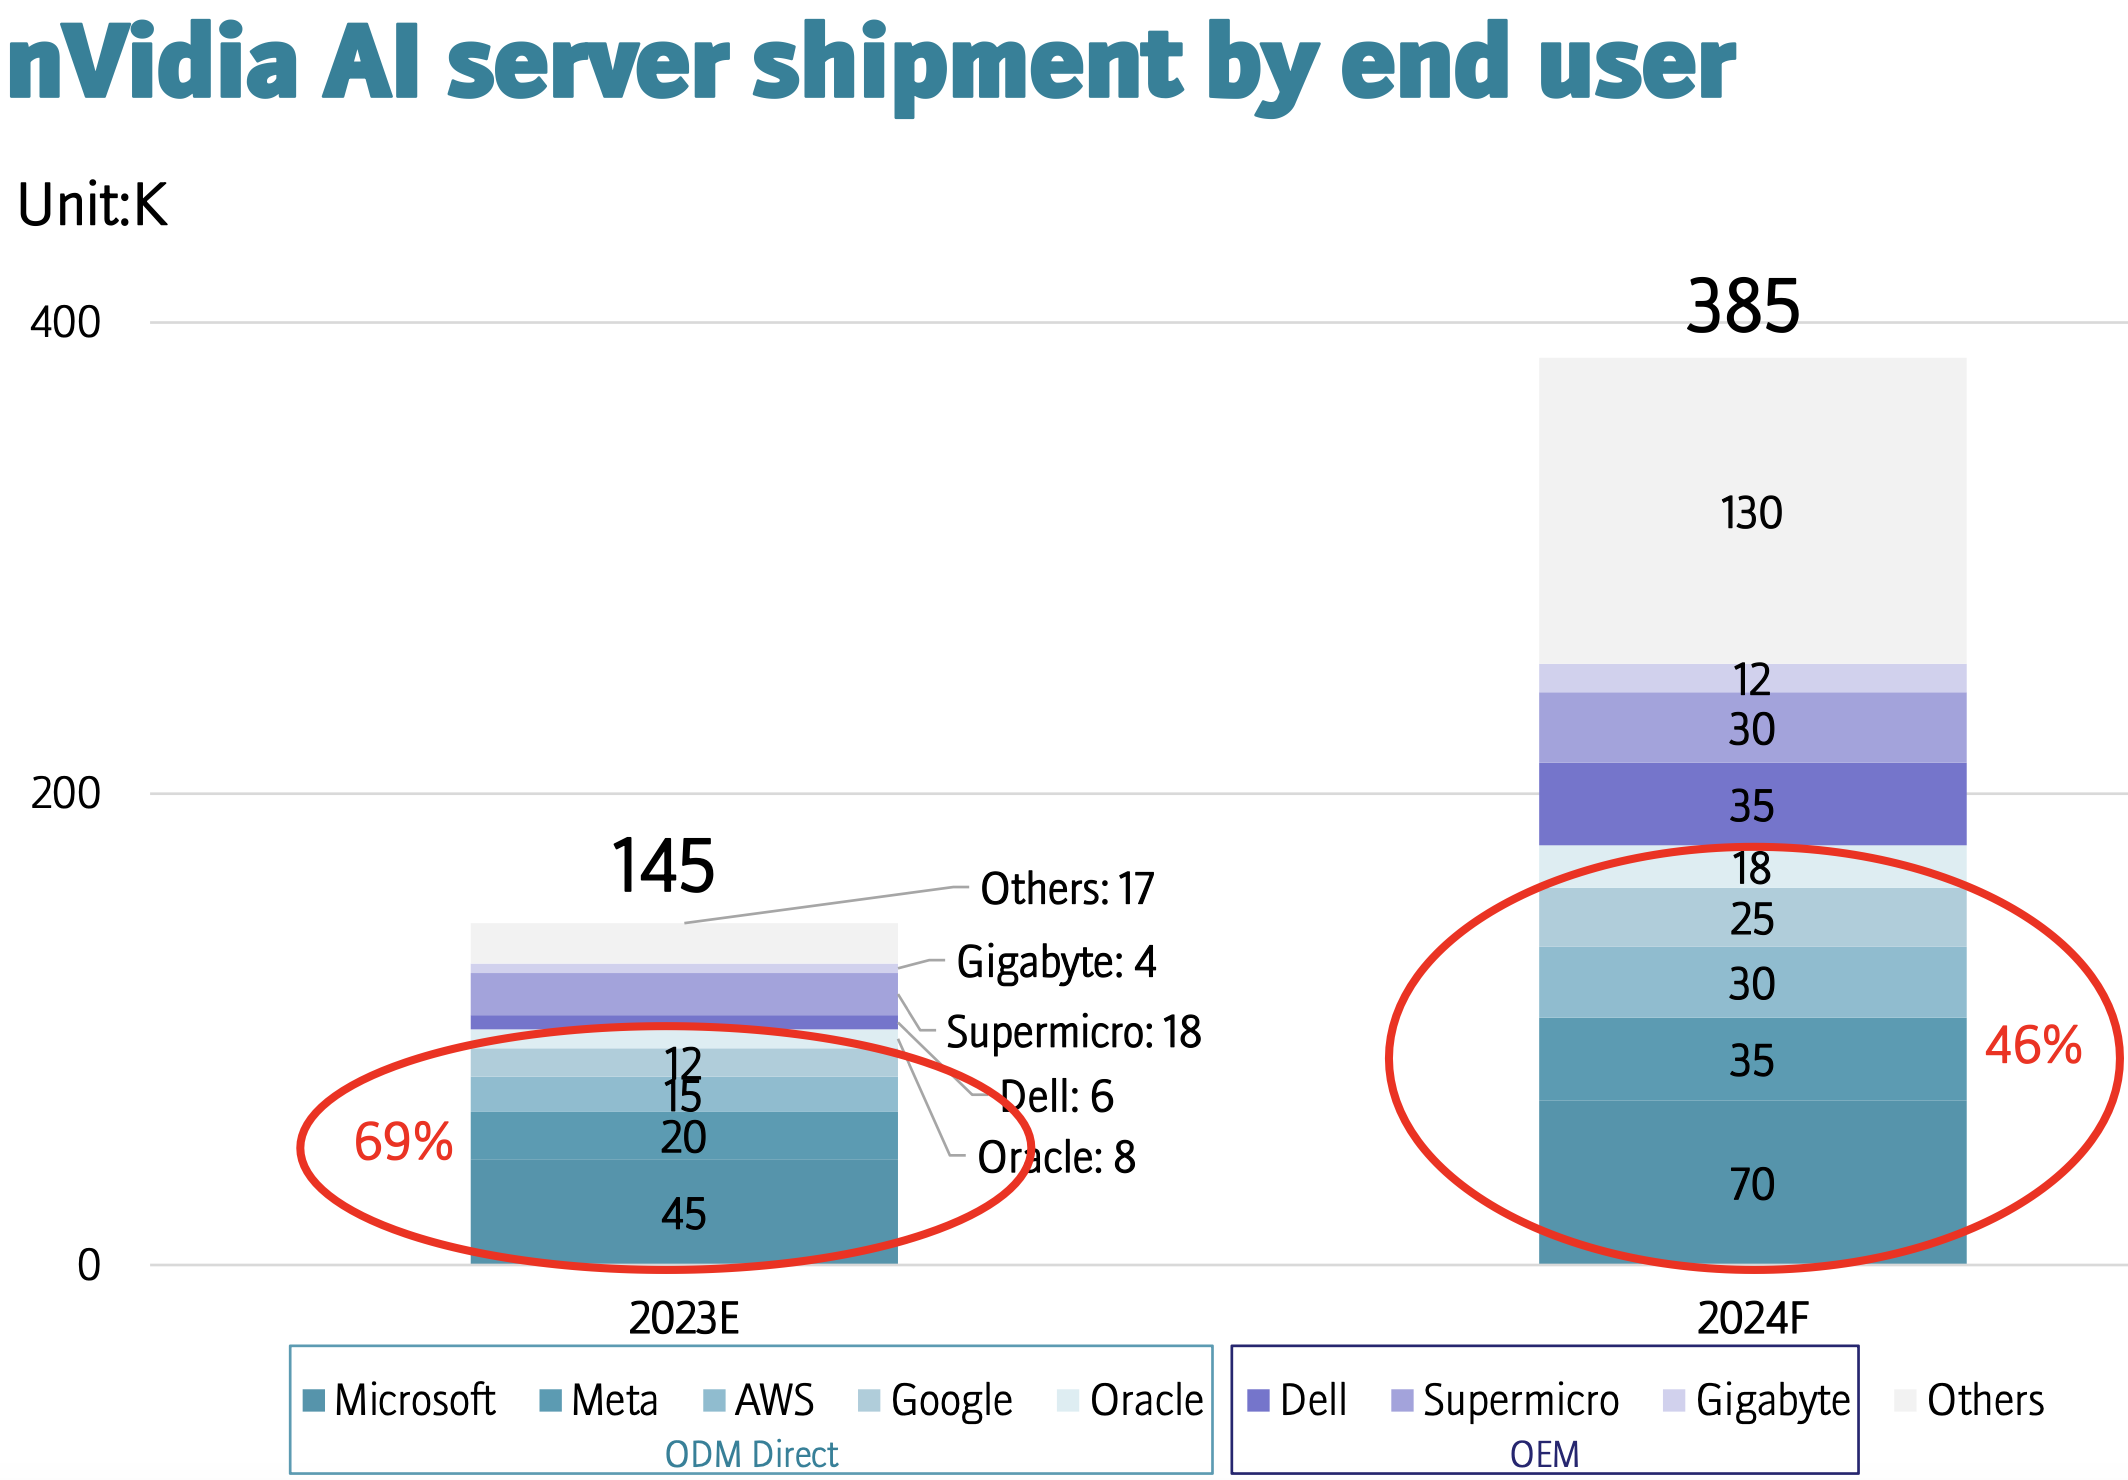 nVidia AI server shipment by end user
Unit:K
400
200
0
145
Others: 17
Gigabyte: 4
Supermicro: 18
Dell: 6
Oracle: 8
12
15
20
45
69%
385
130
12
30
35
18
25
30
35
70
46%
2023E
2024F
Microsoft Meta AWS Google Oracle
ODM Direct
Dell Supermicro Gigabyte
OEM
Others